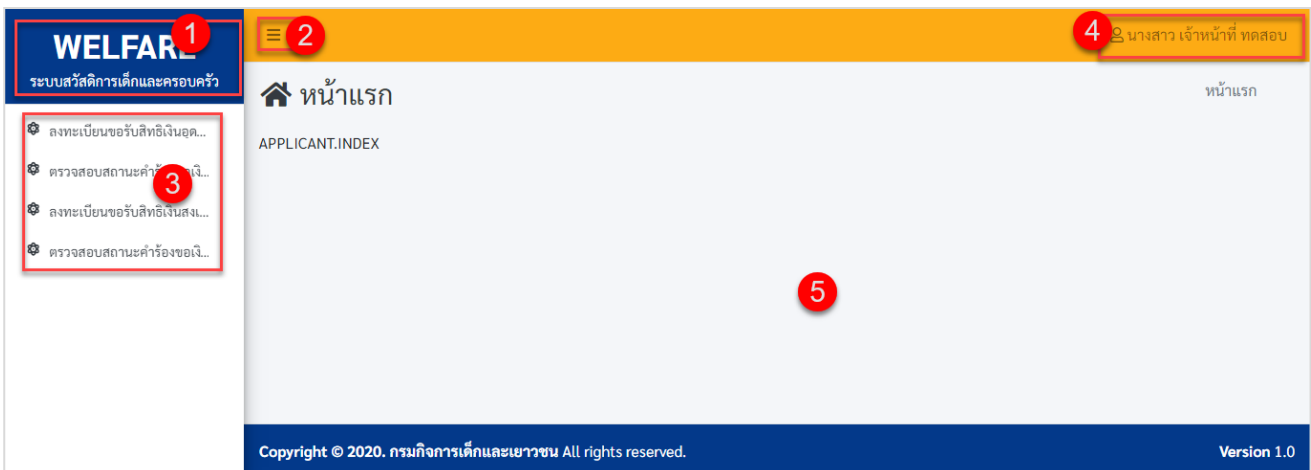 WELFARE
ระบบสวัสดิการเด็กและครอบครัว
1
2
4
นางสาว เจ้าหน้าที่ ทดสอบ
หน้าแรก
หน้าแรก
APPLICANT.INDEX
ลงทะเบียนขอรับสิทธิเงินอุด...
ตรวจสอบสถานะคำร้องขอเงิ...
3
ลงทะเบียนขอรับสิทธิเงินสงเ...
ตรวจสอบสถานะคำร้องขอเงิ...
5
Copyright © 2020. กรมกิจการเด็กและเยาวชน All rights reserved.
Version 1.0